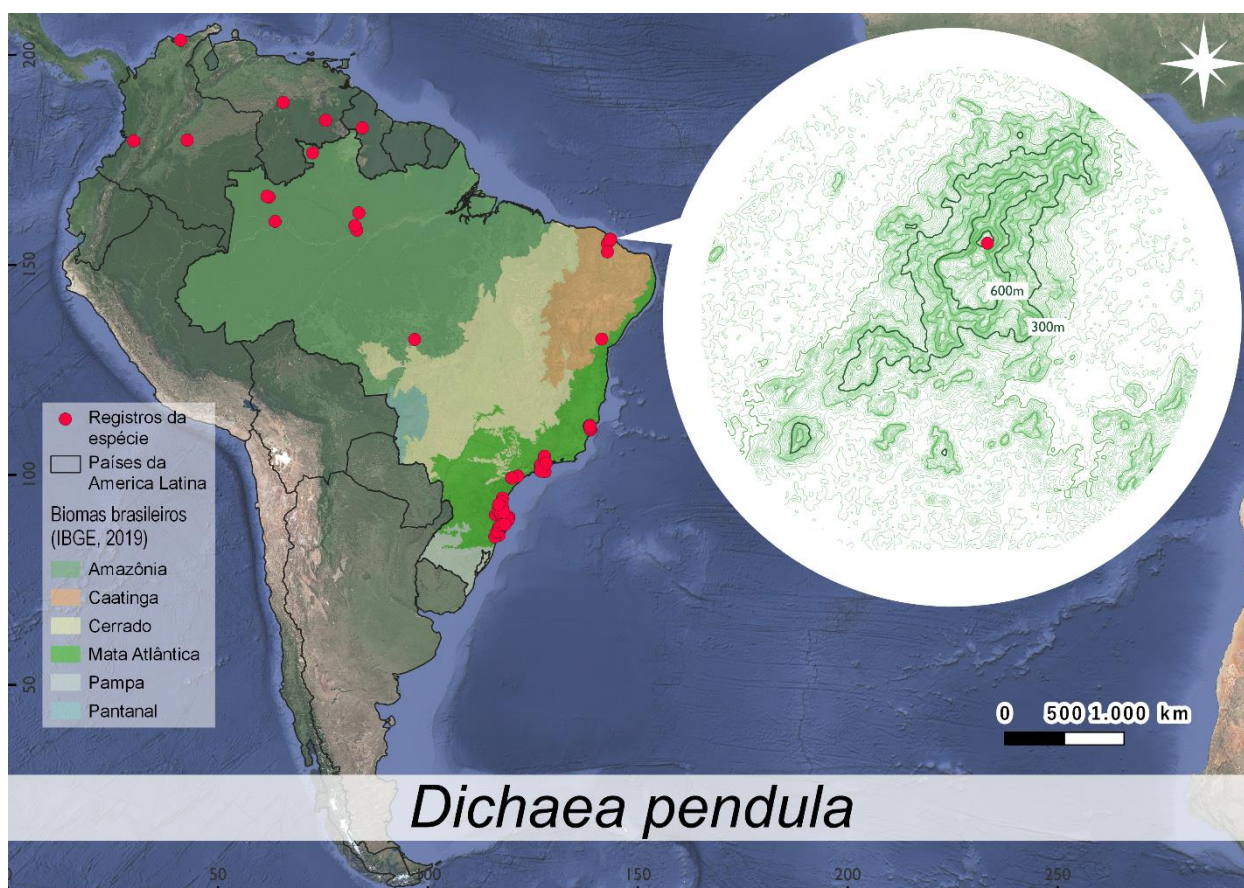 200
150
100
50
600m
300m
Registros da
espécie
Países da
America Latina
Biomas brasileiros
(IBGE, 2019)
Amazônia
Caatinga
Cerrado
Mata Atlântica
Pampa
Pantanal
0 500 1.000 km
Dichaea pendula
50 100 150 200 250